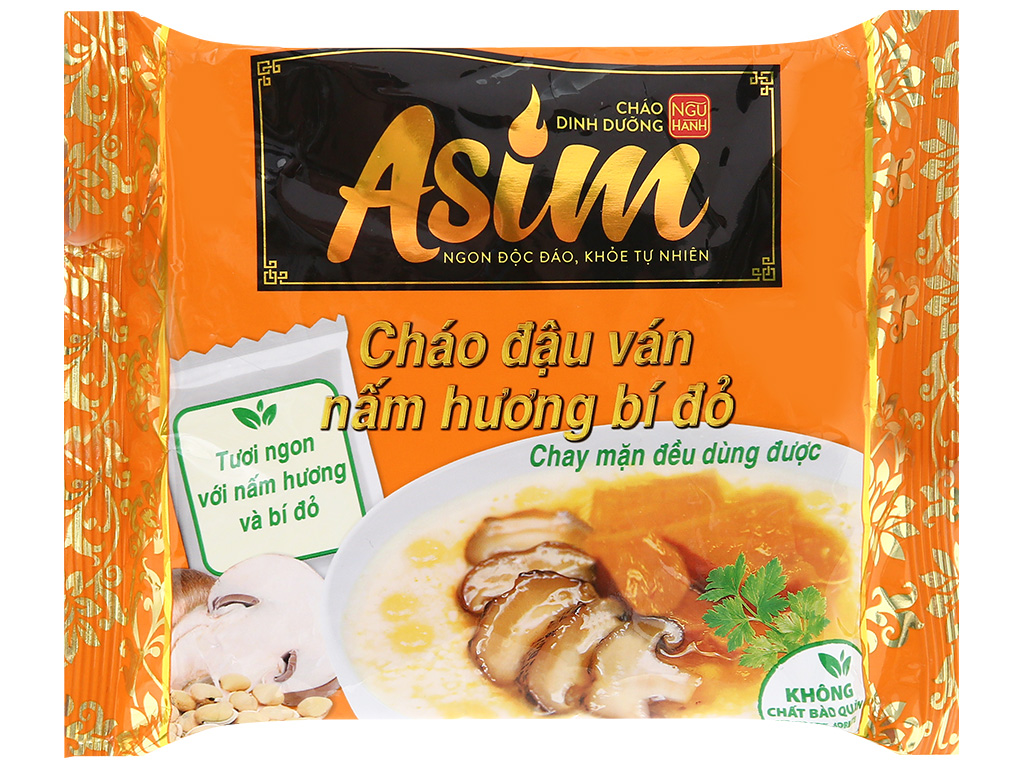 CHÁO
DINH DƯỠNG
NGŨ
HÀNH
Asim
NGON ĐỘC ĐÁO, KHỎE TỰ NHIÊN
Cháo đậu ván
nấm hương bí đỏ
Chay mặn đều dùng được
Tươi ngon
với nấm hương
và bí đỏ
KHÔNG
CHẤT BẢO QUẢN